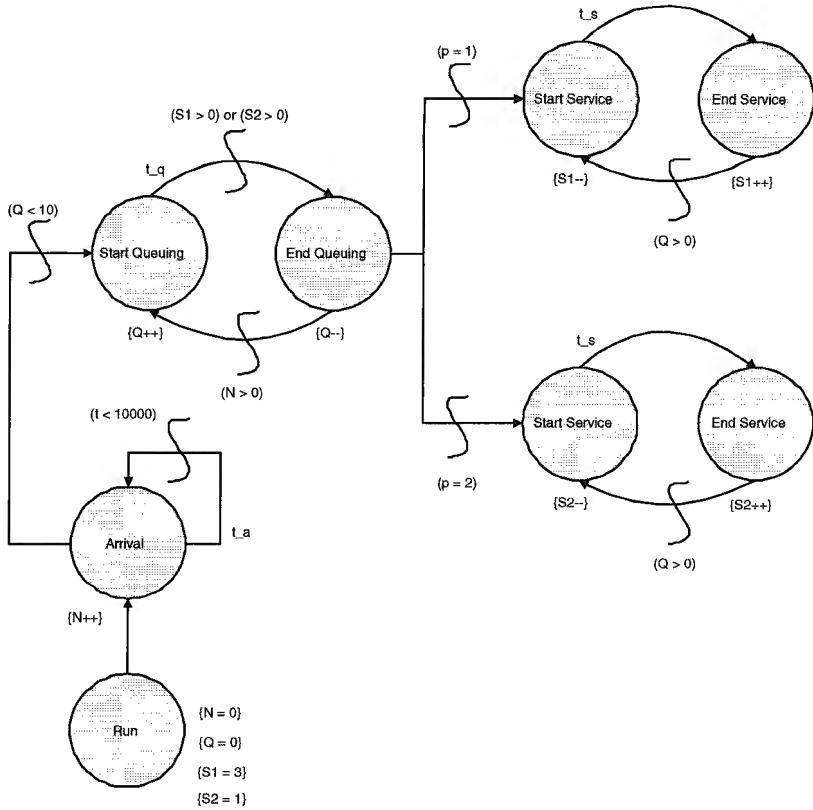 t_s
(p = 1)
Start Service
End Service
(S1 > 0) or (S2 > 0)
t_q
{S1--}
{S1++}
(Q < 10)
(Q > 0)
Start Queuing
End Queuing
{Q++}
{Q--}
t_s
(N > 0)
Start Service
End Service
(t < 10000)
(p = 2)
{S2--}
{S2++}
t_a
Arrival
(Q > 0)
{N++}
{N = 0}
Run
{Q = 0}
{S1 = 3}
{S2 = 1}